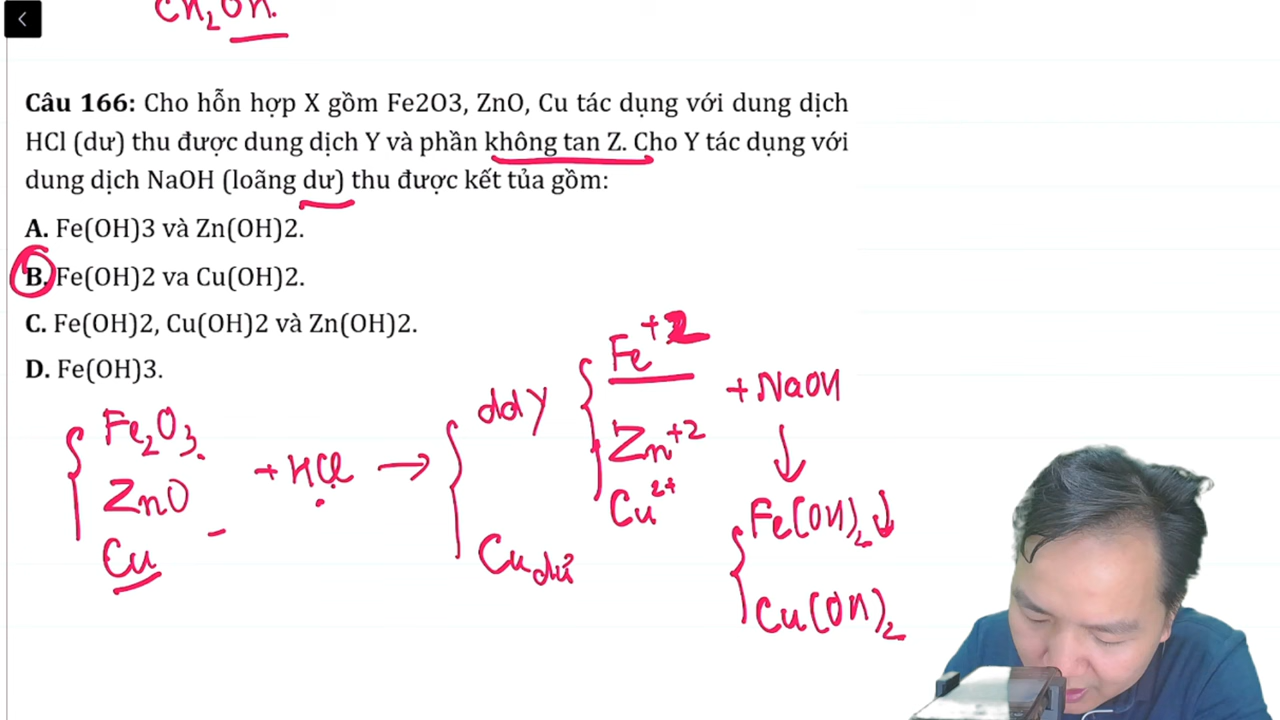 CH2OH.
Câu 166: Cho hỗn hợp X gồm Fe2O3, ZnO, Cu tác dụng với dung dịch
HCl (dư) thu được dung dịch Y và phần không tan Z. Cho Y tác dụng với
dung dịch NaOH (loãng dư) thu được kết tủa gồm:
A. Fe(OH)3 và Zn(OH)2.
B. Fe(OH)2 va Cu(OH)2.
C. Fe(OH)2, Cu(OH)2 và Zn(OH)2.
D. Fe(OH)3.
Fe2O3
ZnO
Cu
+ HCl →
ddY
Cu dư
Fe+2
Zn+2
Cu2+
+ NaOH
↓
Fe(OH)2↓
Cu(OH)2